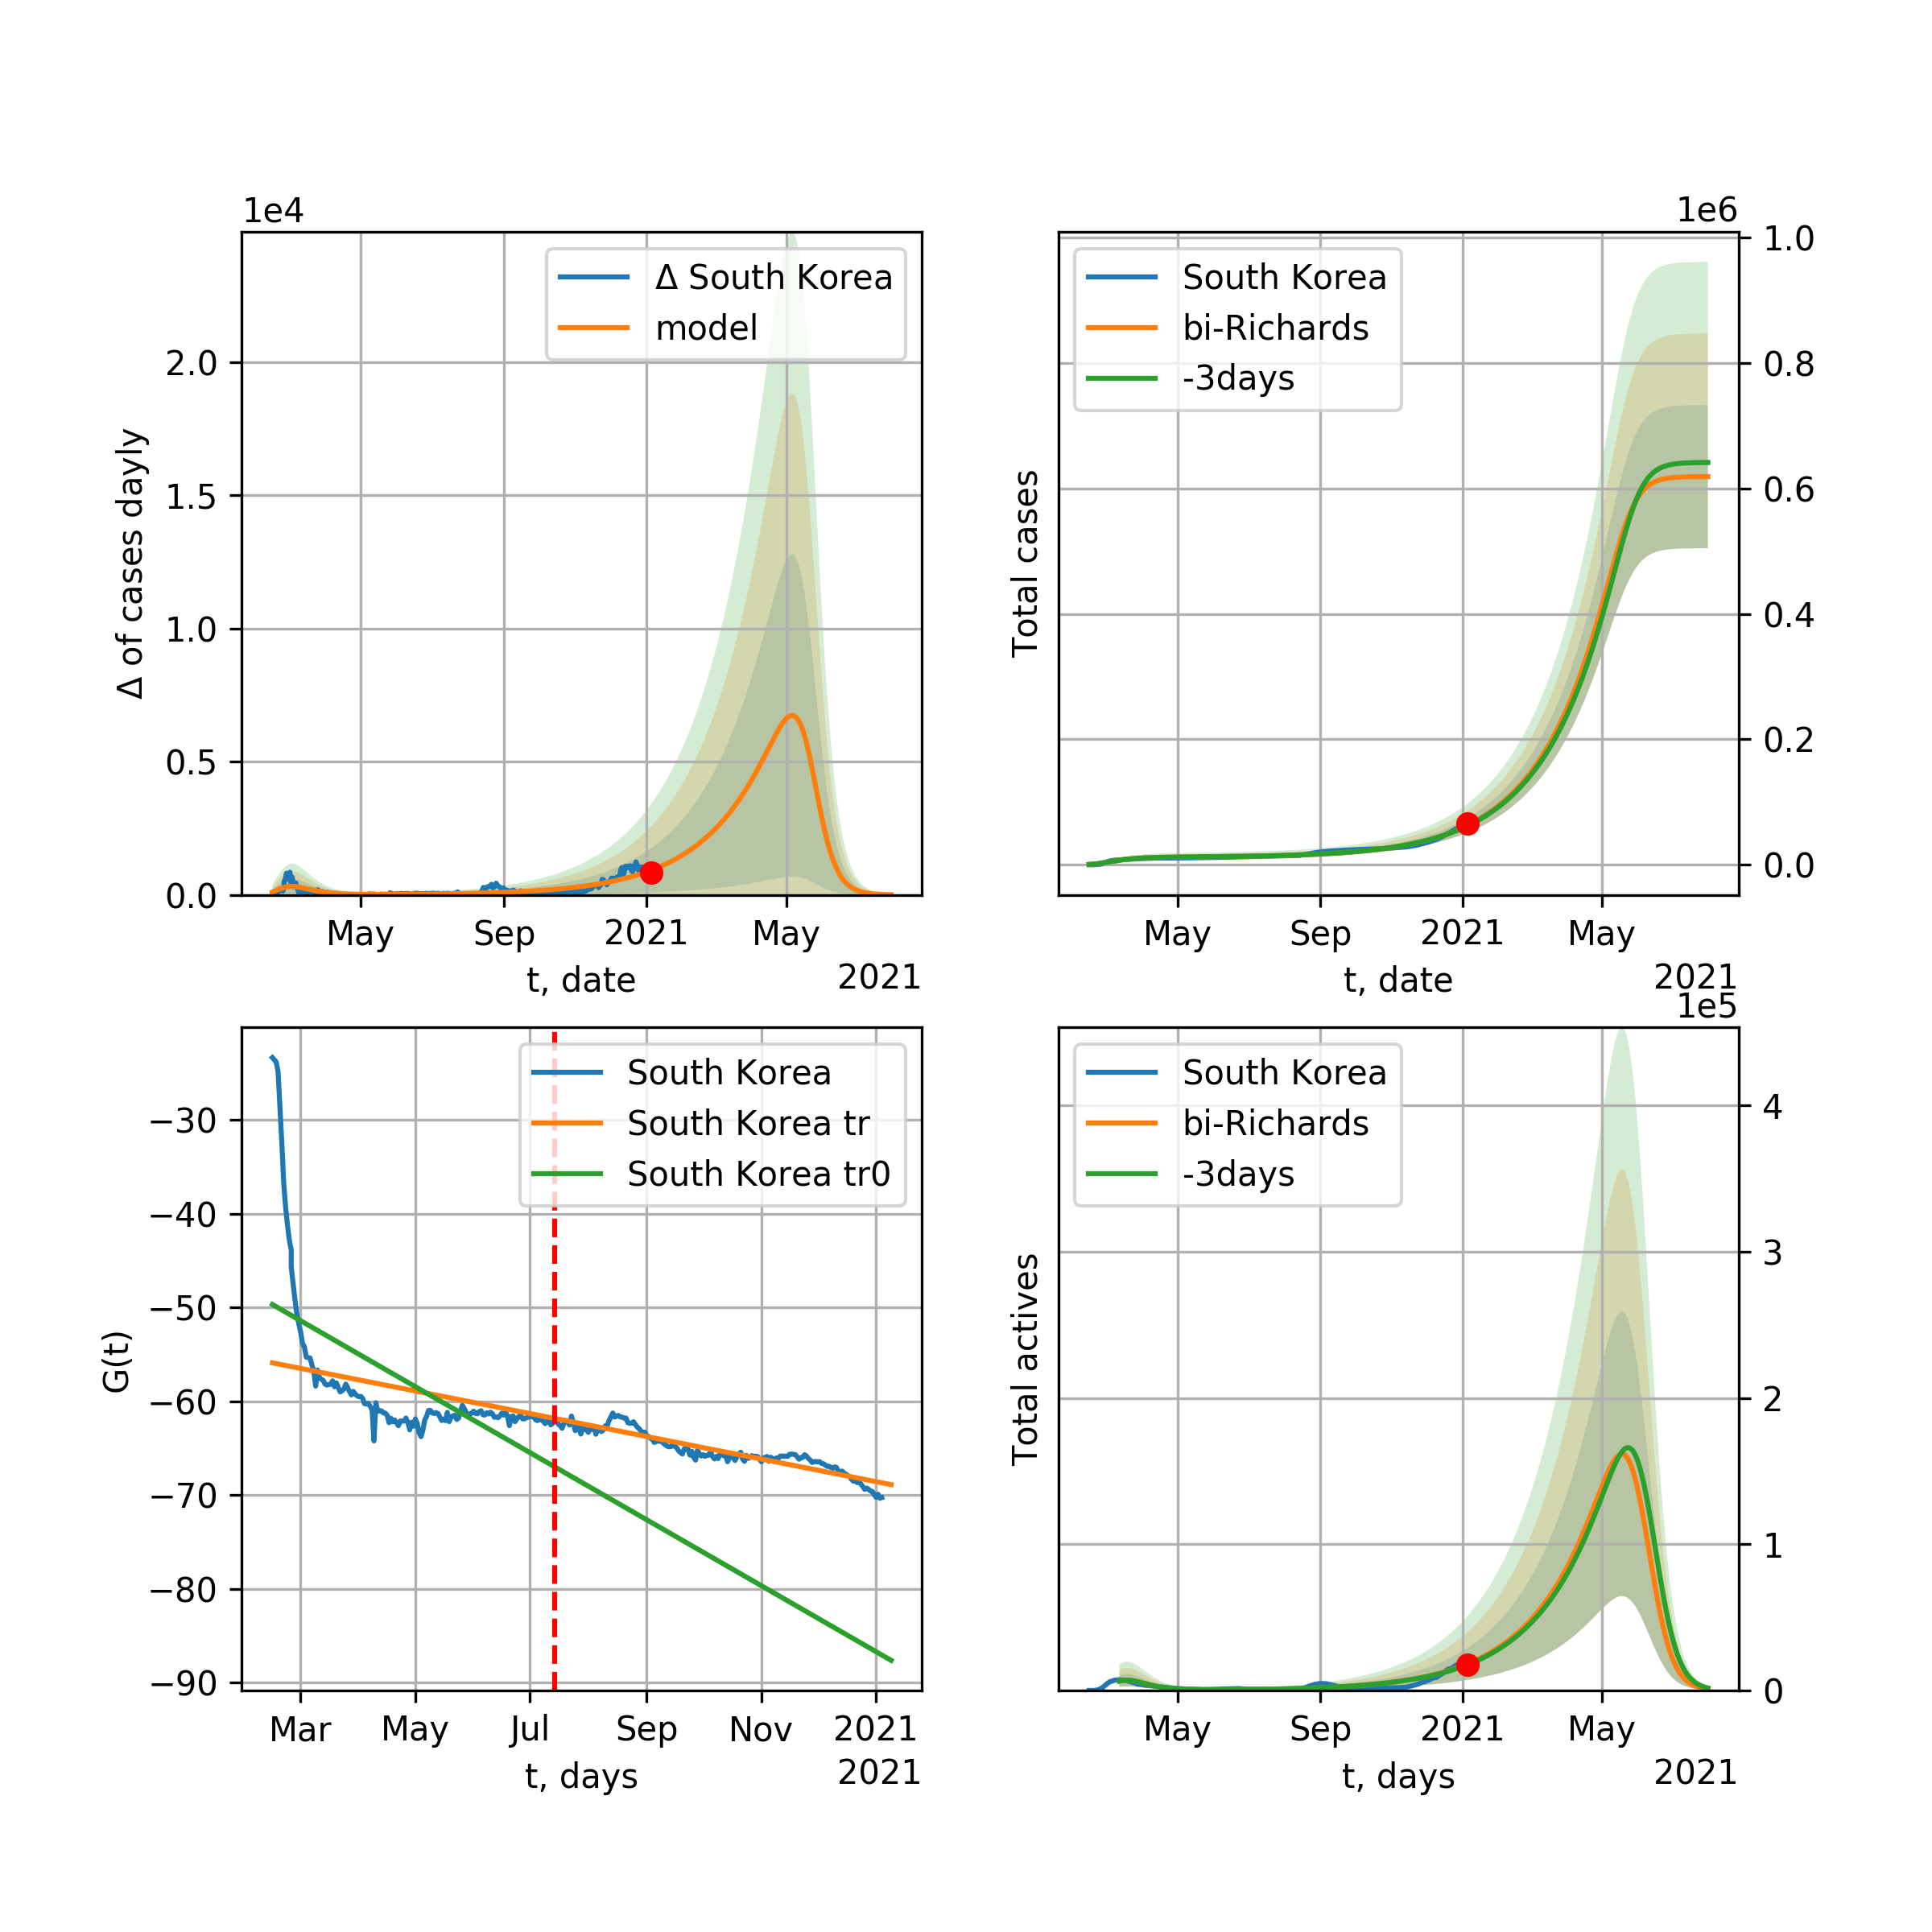 1e4
Δ South Korea
model
2.0
1.5
1.0
0.5
0.0
Δ of cases dayly
May Sep 2021 May
t, date
2021
1e6
South Korea
bi-Richards
-3days
1.0
0.8
0.6
0.4
0.2
0.0
Total cases
May Sep 2021 May
t, date
2021
South Korea
South Korea tr
South Korea tr0
−30
−40
−50
−60
−70
−80
−90
G(t)
Mar May Jul Sep Nov 2021
t, days
2021
1e5
South Korea
bi-Richards
-3days
4
3
2
1
0
Total actives
May Sep 2021 May
t, days
2021